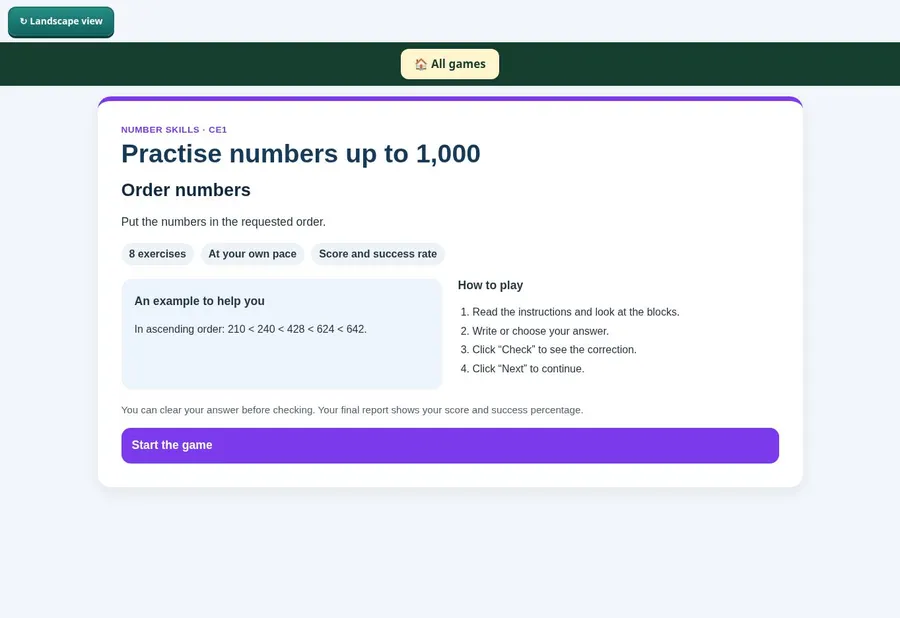 ↻ Landscape view
🏠 All games
NUMBER SKILLS · CE1
Practise numbers up to 1,000
Order numbers
Put the numbers in the requested order.
8 exercises At your own pace Score and success rate
An example to help you
In ascending order: 210 < 240 < 428 < 624 < 642.
How to play
1. Read the instructions and look at the blocks.
2. Write or choose your answer.
3. Click “Check” to see the correction.
4. Click “Next” to continue.
You can clear your answer before checking. Your final report shows your score and success percentage.
Start the game